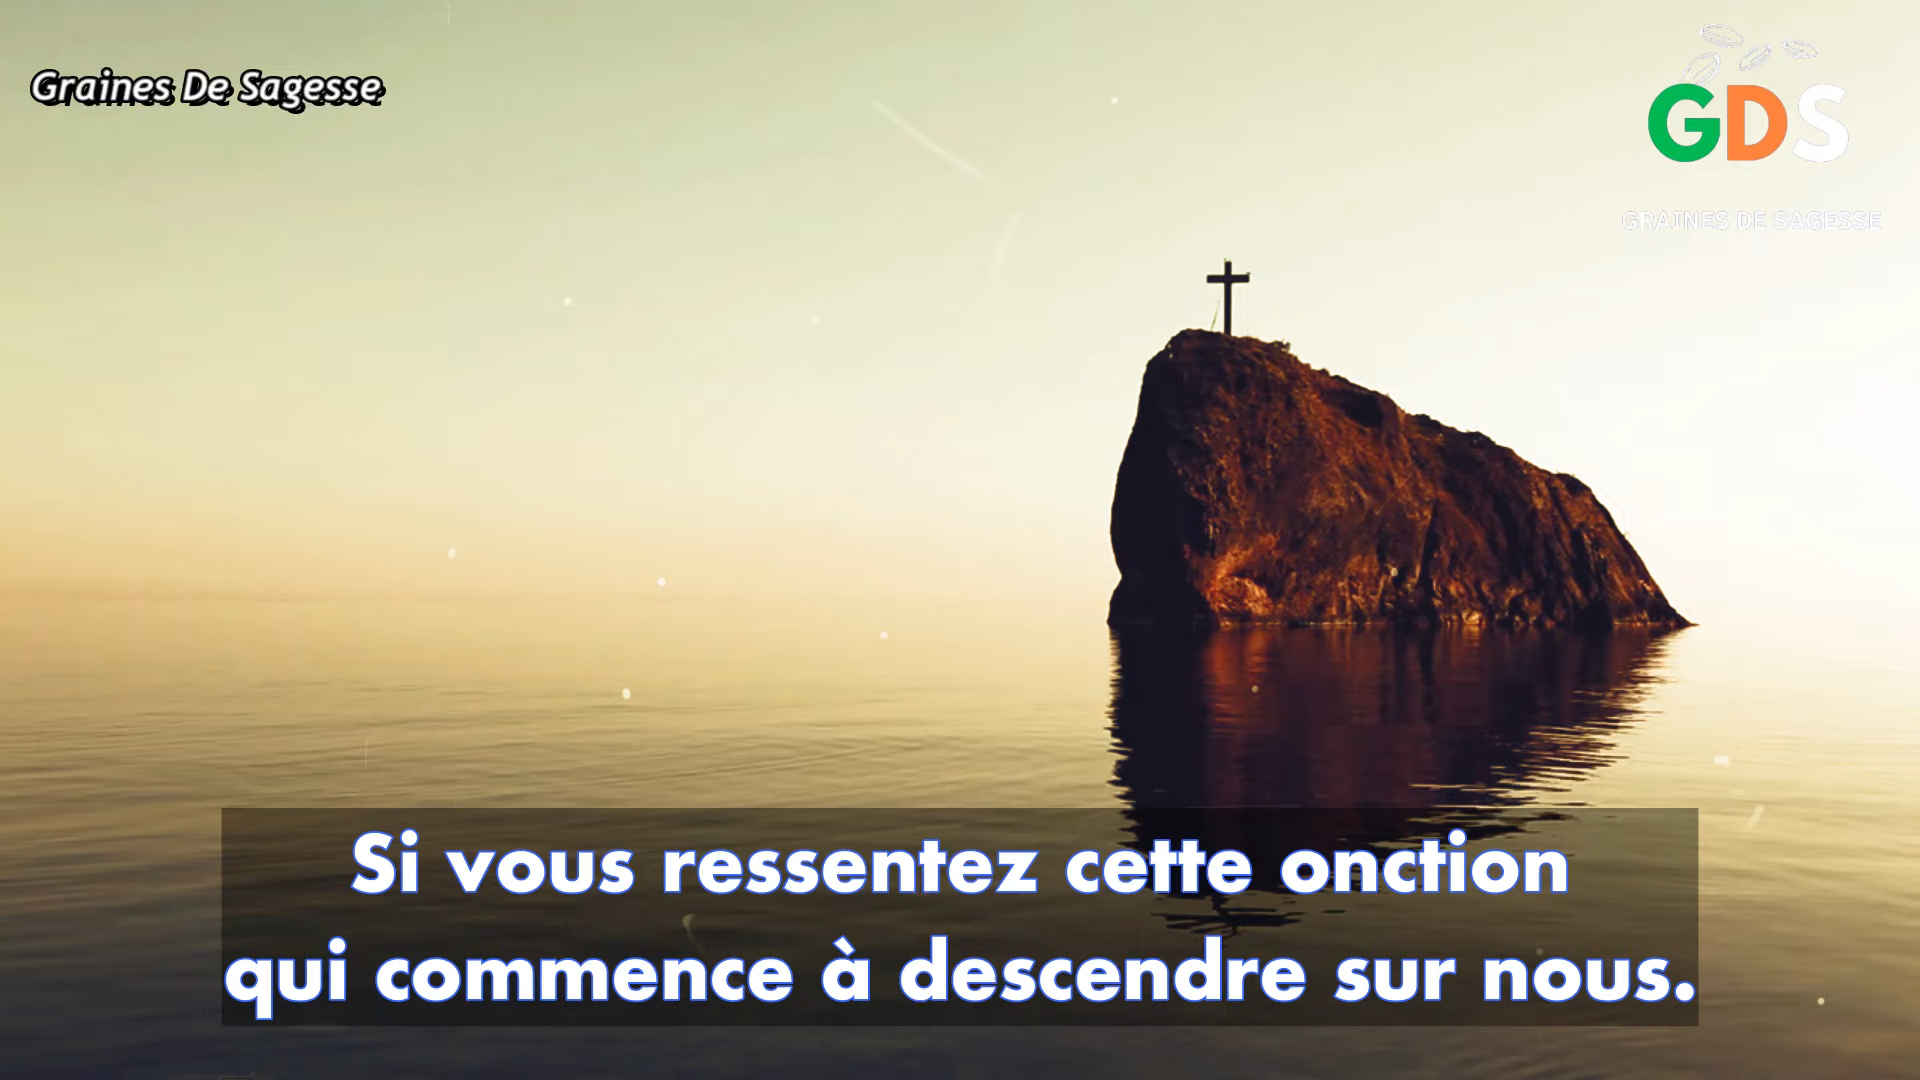 Graines De Sagesse
GDS
GRAINES DE SAGESSE
Si vous ressentez cette onction
qui commence à descendre sur nous.